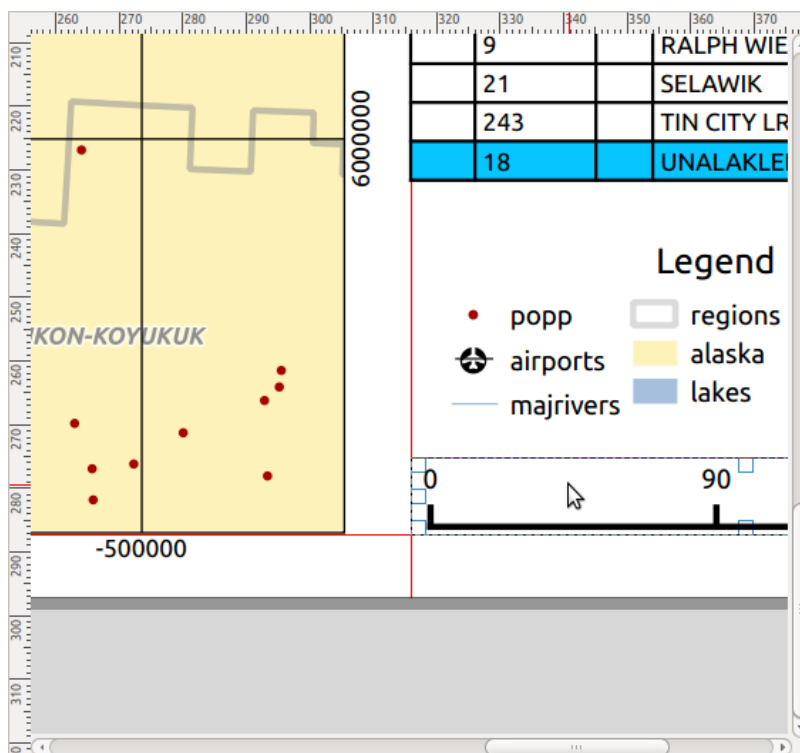 260 270 280 290 300 310 320 330 340 350 360 370
210
220
230
240
250
260
270
280
290
300
310
9 RALPH WIE
21 SELAWIK
243 TIN CITY LR
18 UNALAKLE
6000000
IKON-KOYUKUK
-500000
Legend
popp
airports
majrivers
regions
alaska
lakes
0 90